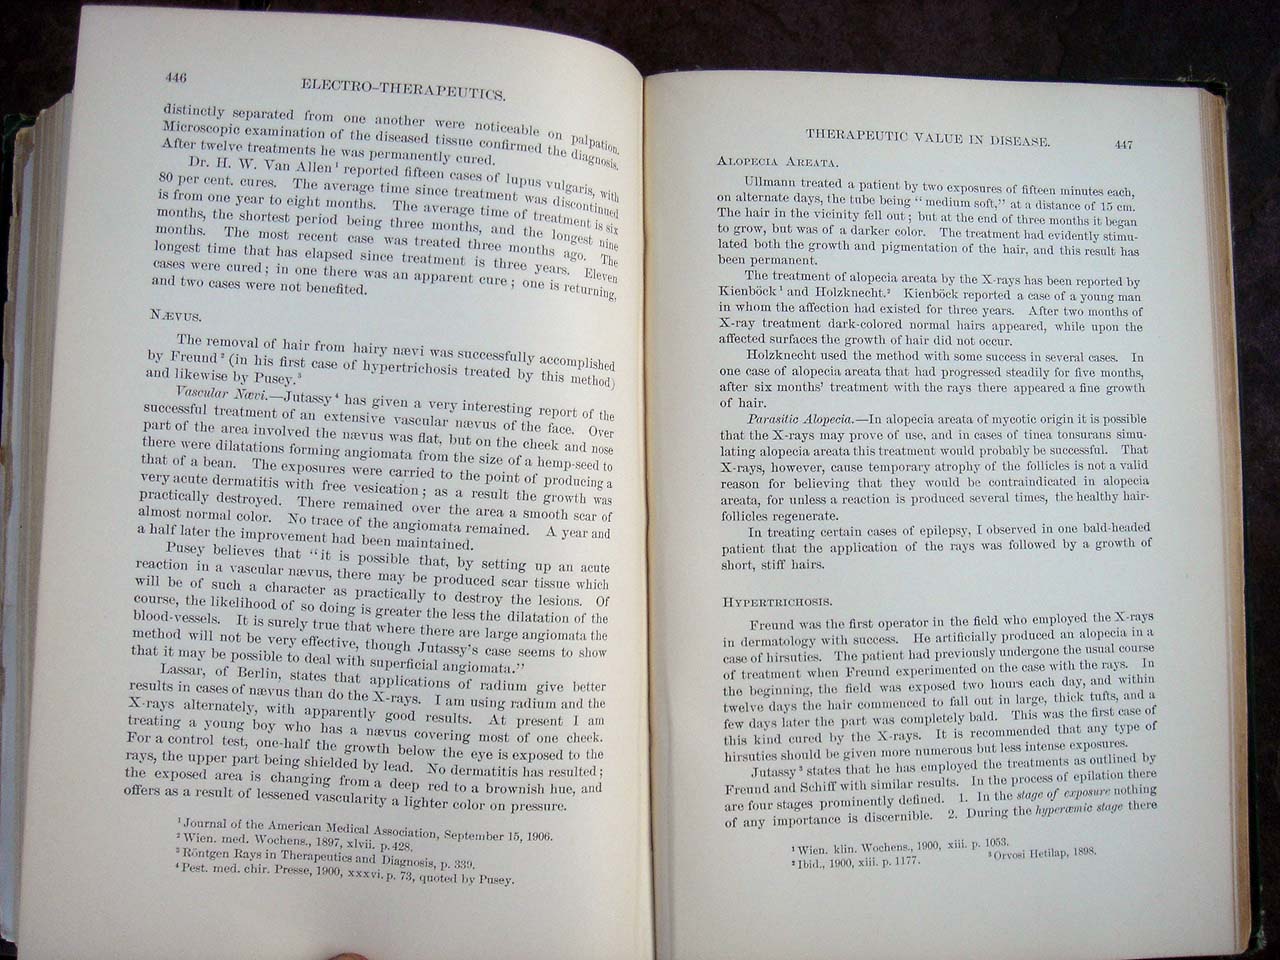 446
ELECTRO-THERAPEUTICS.
distinctly separated from one another were noticeable on palpation.
Microscopic examination of the diseased tissue confirmed the diagnosis.
After twelve treatments he was permanently cured.
Dr. H. W. Van Allen¹ reported fifteen cases of lupus vulgaris, with
80 per cent. cures. The average time since treatment was discontinued
is from one year to eight months. The average time of treatment is six
months, the shortest period being three months, and the longest nine
months. The most recent case was treated three months ago. The
longest time that has elapsed since treatment is three years. Eleven
cases were cured; in one there was an apparent cure; one is returning,
and two cases were not benefited.
NÆVUS.
The removal of hair from hairy nævi was successfully accomplished
by Freund² (in his first case of hypertrichosis treated by this method)
and likewise by Pusey.³
Vascular Nævi.—Jutassy⁴ has given a very interesting report of the
successful treatment of an extensive vascular nævus of the face. Over
part of the area involved the nævus was flat, but on the cheek and nose
there were dilatations forming angiomata from the size of a hemp-seed to
that of a bean. The exposures were carried to the point of producing a
very acute dermatitis with free vesication; as a result the growth was
practically destroyed. There remained over the area a smooth scar of
almost normal color. No trace of the angiomata remained. A year and
a half later the improvement had been maintained.
Pusey believes that "it is possible that, by setting up an acute
reaction in a vascular nævus, there may be produced scar tissue which
will be of such a character as practically to destroy the lesions. Of
course, the likelihood of so doing is greater the less the dilatation of the
blood-vessels. It is surely true that where there are large angiomata the
method will not be very effective, though Jutassy's case seems to show
that it may be possible to deal with superficial angiomata."
Lassar, of Berlin, states that applications of radium give better
results in cases of nævus than do the X-rays. I am using radium and the
X-rays alternately, with apparently good results. At present I am
treating a young boy who has a nævus covering most of one cheek.
For a control test, one-half the growth below the eye is exposed to the
rays, the upper part being shielded by lead. No dermatitis has resulted;
the exposed area is changing from a deep red to a brownish hue, and
offers as a result of lessened vascularity a lighter color on pressure.
¹ Journal of the American Medical Association, September 15, 1906.
² Wien. med. Wochens., 1897, xlvii. p. 428.
³ Röntgen Rays in Therapeutics and Diagnosis, p. 339.
⁴ Pest. med. chir. Presse, 1900, xxxvi. p. 73, quoted by Pusey.
THERAPEUTIC VALUE IN DISEASE.
447
ALOPECIA AREATA.
Ullmann treated a patient by two exposures of fifteen minutes each,
on alternate days, the tube being "medium soft," at a distance of 15 cm.
The hair in the vicinity fell out; but at the end of three months it began
to grow, but was of a darker color. The treatment had evidently stimu-
lated both the growth and pigmentation of the hair, and this result has
been permanent.
The treatment of alopecia areata by the X-rays has been reported by
Kienböck¹ and Holzknecht.² Kienböck reported a case of a young man
in whom the affection had existed for three years. After two months of
X-ray treatment dark-colored normal hairs appeared, while upon the
affected surfaces the growth of hair did not occur.
Holzknecht used the method with some success in several cases. In
one case of alopecia areata that had progressed steadily for five months,
after six months' treatment with the rays there appeared a fine growth
of hair.
Parasitic Alopecia.—In alopecia areata of mycotic origin it is possible
that the X-rays may prove of use, and in cases of tinea tonsurans simu-
lating alopecia areata this treatment would probably be successful. That
X-rays, however, cause temporary atrophy of the follicles is not a valid
reason for believing that they would be contraindicated in alopecia
areata, for unless a reaction is produced several times, the healthy hair-
follicles regenerate.
In treating certain cases of epilepsy, I observed in one bald-headed
patient that the application of the rays was followed by a growth of
short, stiff hairs.
HYPERTRICHOSIS.
Freund was the first operator in the field who employed the X-rays
in dermatology with success. He artificially produced an alopecia in a
case of hirsuties. The patient had previously undergone the usual course
of treatment when Freund experimented on the case with the rays. In
the beginning, the field was exposed two hours each day, and within
twelve days the hair commenced to fall out in large, thick tufts, and a
few days later the part was completely bald. This was the first case of
this kind cured by the X-rays. It is recommended that any type of
hirsuties should be given more numerous but less intense exposures.
Jutassy³ states that he has employed the treatments as outlined by
Freund and Schiff with similar results. In the process of epilation there
are four stages prominently defined. 1. In the stage of exposure nothing
of any importance is discernible. 2. During the hyperæmic stage there
¹ Wien. klin. Wochens., 1900, xiii. p. 1053.
² Ibid., 1900, xiii. p. 1177. ³ Orvosi Hetilap, 1898.